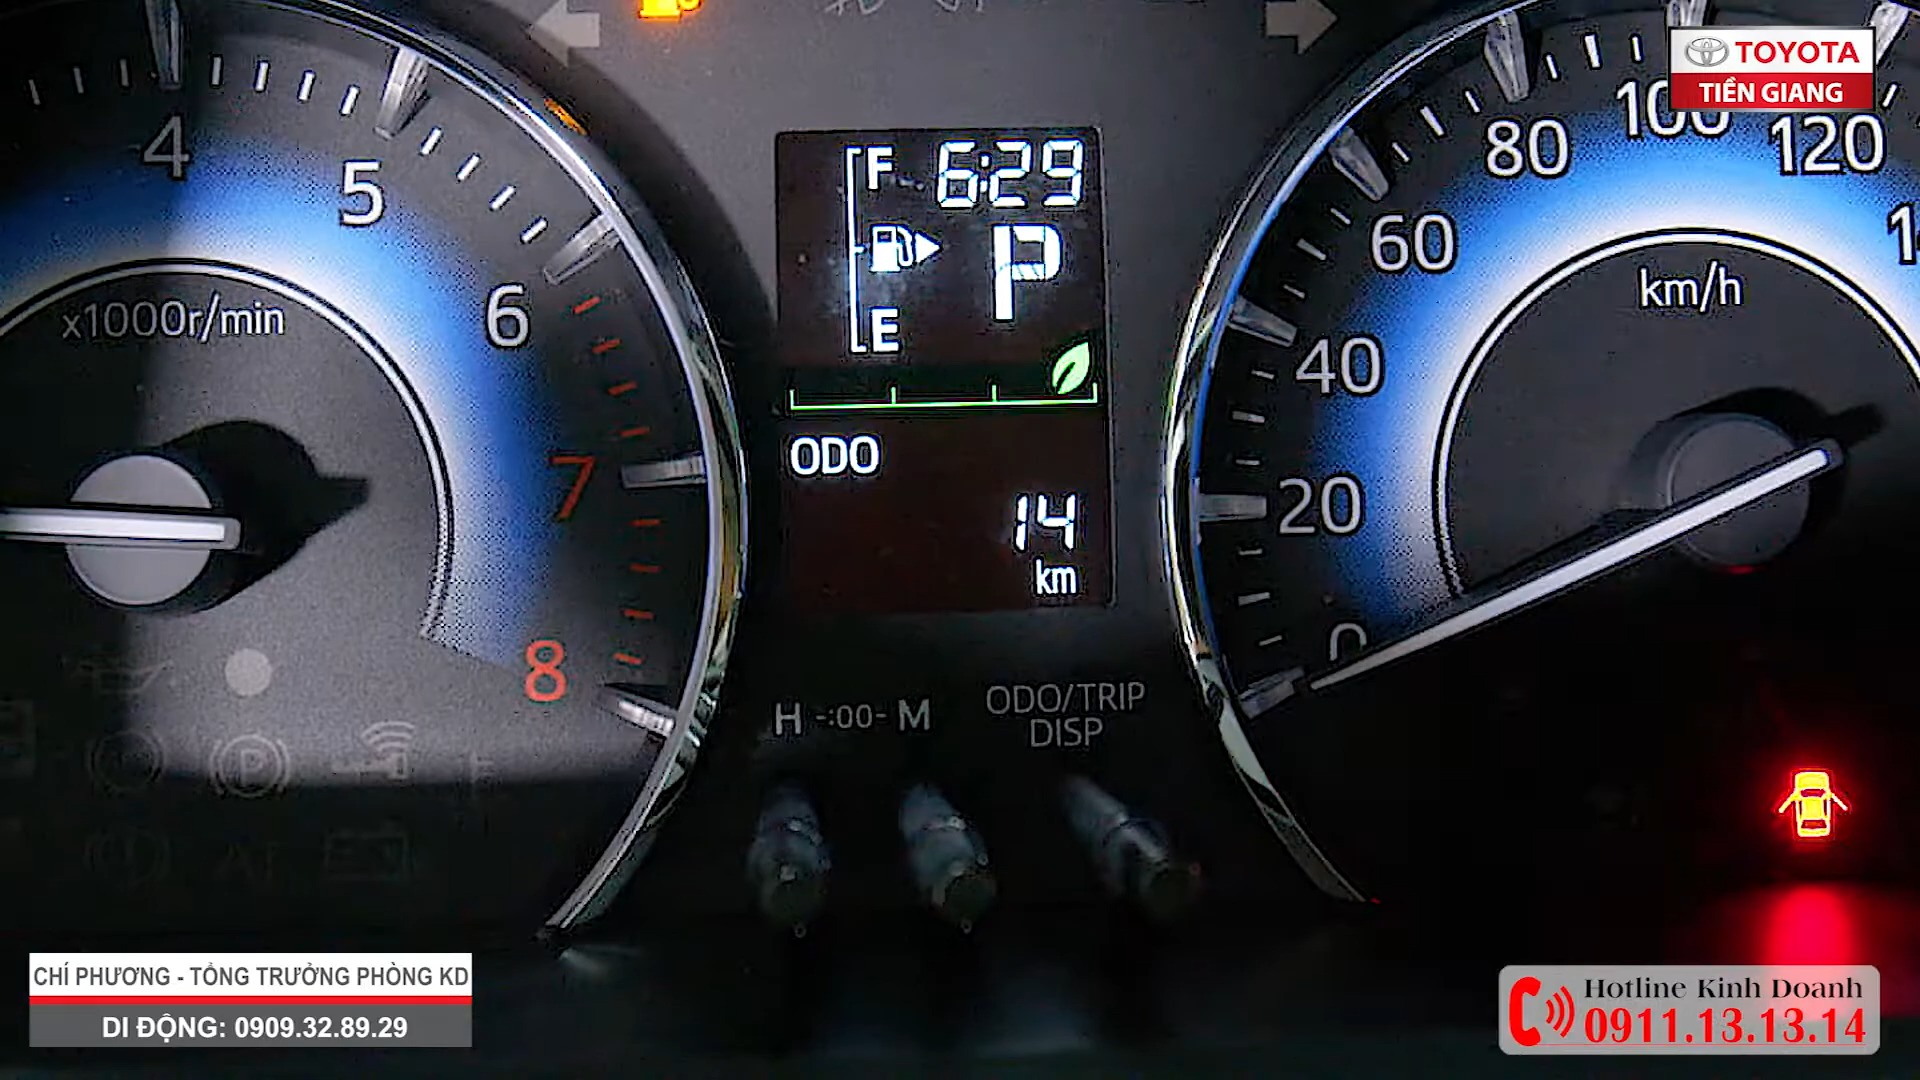 TOYOTA
TIỀN GIANG
4
5
6
7
8
x1000r/min
F
6:29
P
E
ODO
14
km
H -:00- M
ODO/TRIP
DISP
0
20
40
60
80
100
120
km/h
CHÍ PHƯƠNG - TỔNG TRƯỞNG PHÒNG KD
DI ĐỘNG: 0909.32.89.29
Hotline Kinh Doanh
0911.13.13.14